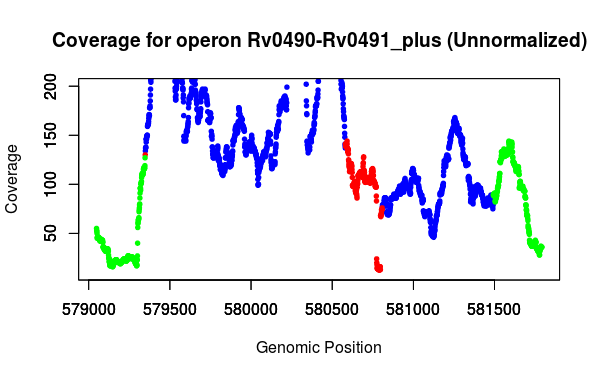 Coverage for operon Rv0490-Rv0491_plus (Unnormalized)
Coverage
200
150
100
50
579000 579500 580000 580500 581000 581500
Genomic Position